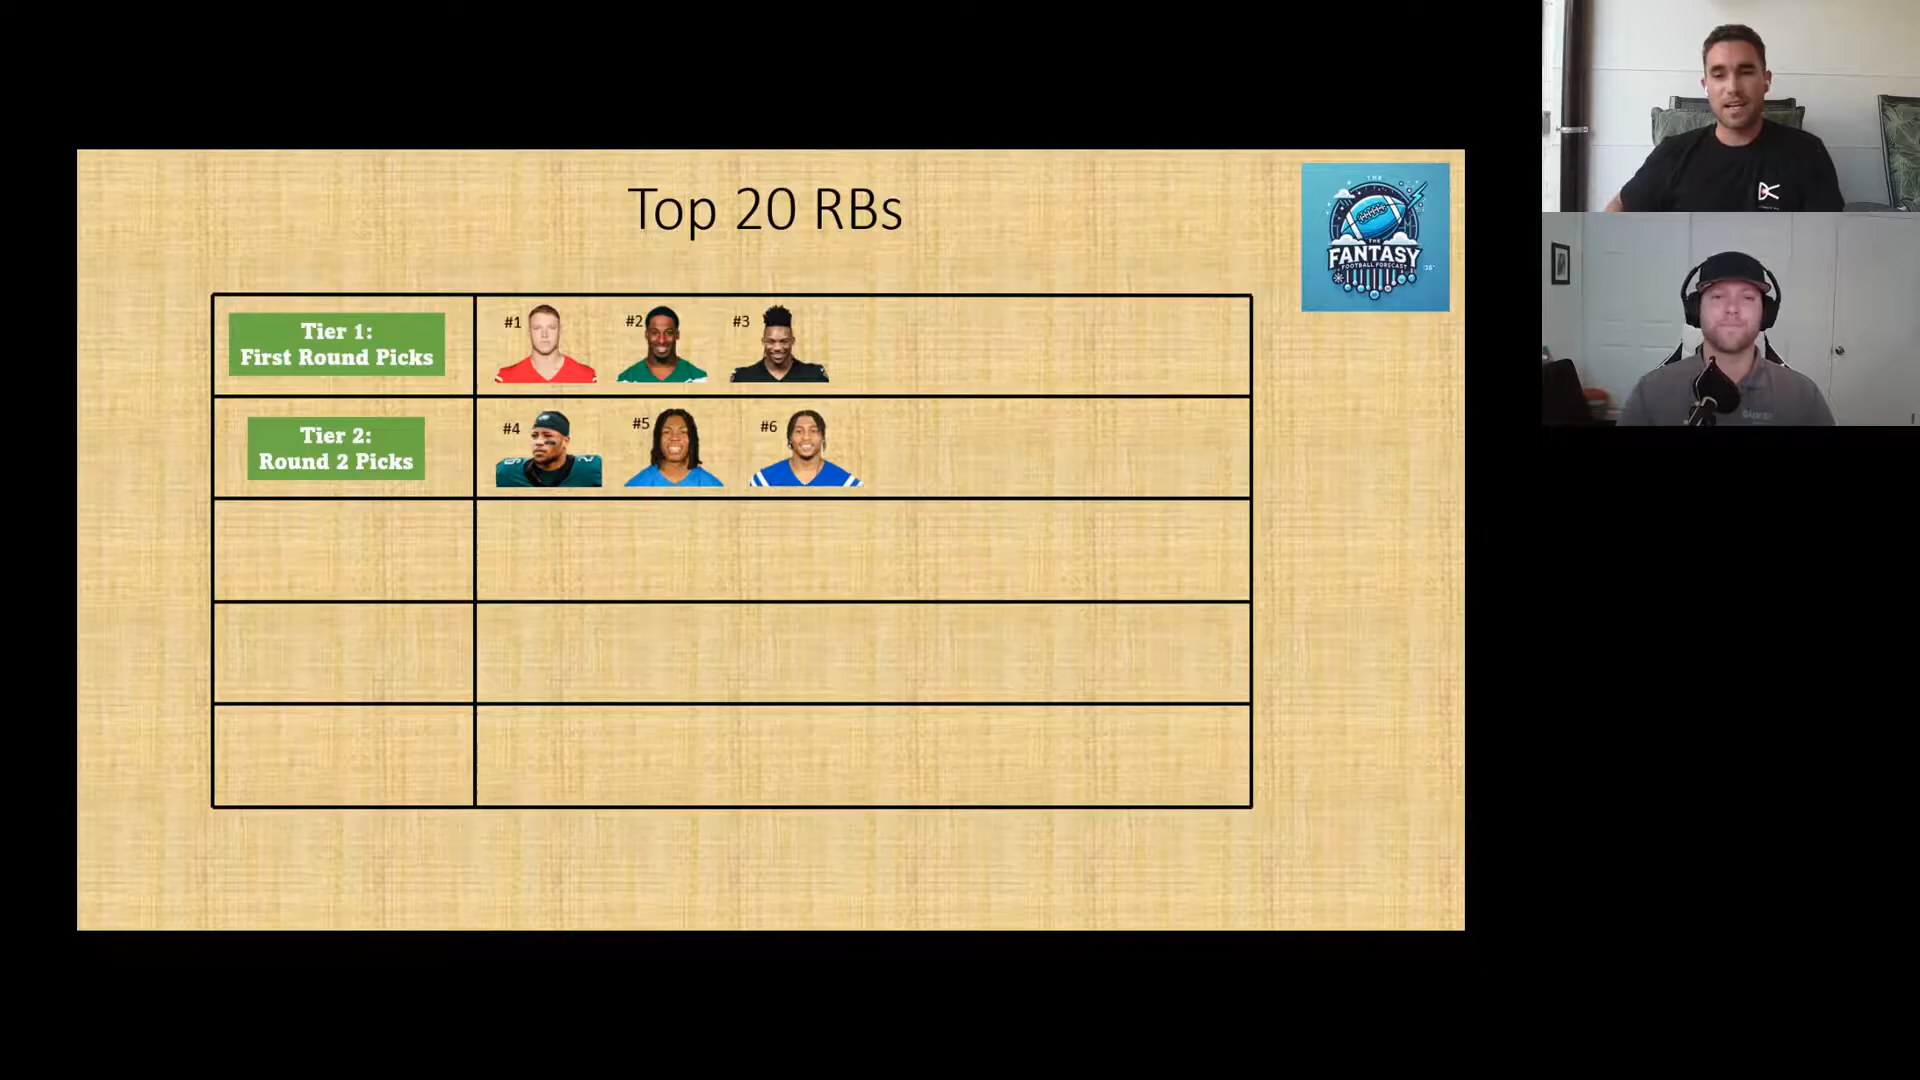 Top 20 RBs
THE
THE
FANTASY
FOOTBALL FORECAST
Tier 1:
First Round Picks
#1
#2
#3
Tier 2:
Round 2 Picks
#4
#5
#6